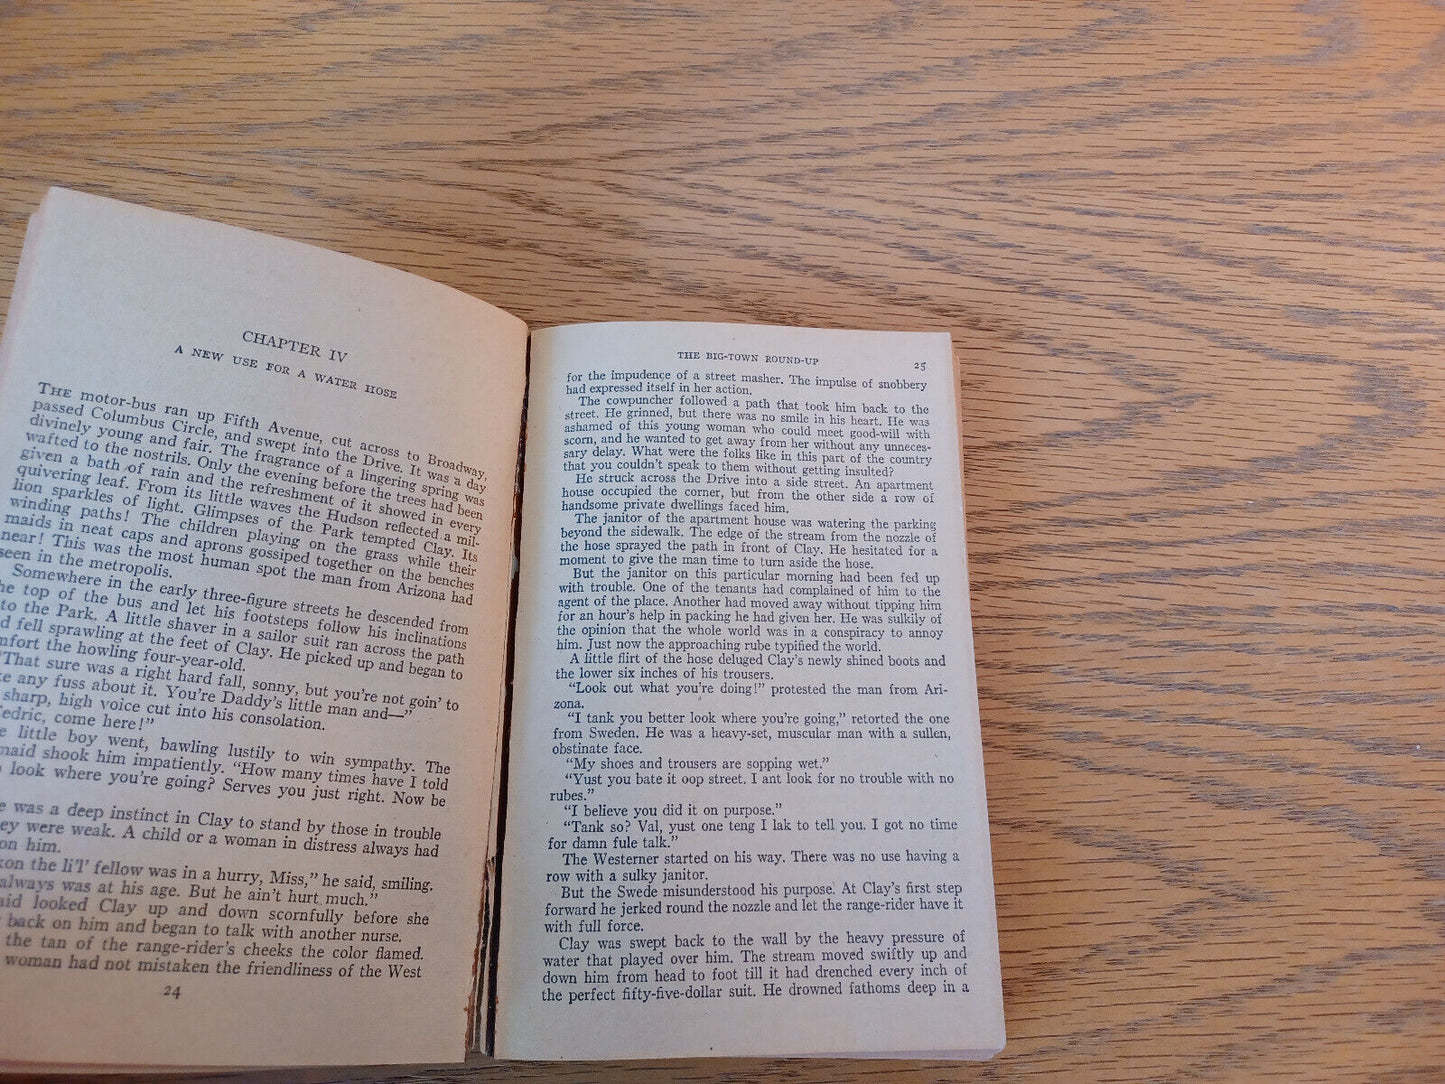 CHAPTER IV
A NEW USE FOR A WATER HOSE
THE motor-bus ran up Fifth Avenue, cut across to Broadway,
passed Columbus Circle, and swept into the Drive. It was a day
divinely young and fair. The fragrance of a lingering spring was
wafted to the nostrils. Only the evening before the trees had been
given a bath of rain and the refreshment of it showed in every
quivering leaf. From its little waves the Hudson reflected a mil-
lion sparkles of light. Glimpses of the Park tempted Clay. Its
winding paths! The children playing on the grass while their
maids in neat caps and aprons gossiped together on the benches
near! This was the most human spot the man from Arizona had
seen in the metropolis.
Somewhere in the early three-figure streets he descended from
he top of the bus and let his footsteps follow his inclinations
to the Park. A little shaver in a sailor suit ran across the path
d fell sprawling at the feet of Clay. He picked up and began to
mfort the howling four-year-old.
"That sure was a right hard fall, sonny, but you're not goin' to
e any fuss about it. You're Daddy's little man and—"
sharp, high voice cut into his consolation.
edric, come here!"
e little boy went, bawling lustily to win sympathy. The
maid shook him impatiently. "How many times have I told
look where you're going? Serves you just right. Now be
e was a deep instinct in Clay to stand by those in trouble
ey were weak. A child or a woman in distress always had
on him.
kon the li'l' fellow was in a hurry, Miss," he said, smiling.
always was at his age. But he ain't hurt much."
aid looked Clay up and down scornfully before she
back on him and began to talk with another nurse.
the tan of the range-rider's cheeks the color flamed.
woman had not mistaken the friendliness of the West
24
THE BIG-TOWN ROUND-UP 25
for the impudence of a street masher. The impulse of snobbery
had expressed itself in her action.
The cowpuncher followed a path that took him back to the
street. He grinned, but there was no smile in his heart. He was
ashamed of this young woman who could meet good-will with
scorn, and he wanted to get away from her without any unneces-
sary delay. What were the folks like in this part of the country
that you couldn't speak to them without getting insulted?
He struck across the Drive into a side street. An apartment
house occupied the corner, but from the other side a row of
handsome private dwellings faced him.
The janitor of the apartment house was watering the parking
beyond the sidewalk. The edge of the stream from the nozzle of
the hose sprayed the path in front of Clay. He hesitated for a
moment to give the man time to turn aside the hose.
But the janitor on this particular morning had been fed up
with trouble. One of the tenants had complained of him to the
agent of the place. Another had moved away without tipping him
for an hour's help in packing he had given her. He was sulkily of
the opinion that the whole world was in a conspiracy to annoy
him. Just now the approaching rube typified the world.
A little flirt of the hose deluged Clay's newly shined boots and
the lower six inches of his trousers.
"Look out what you're doing!" protested the man from Ari-
zona.
"I tank you better look where you're going," retorted the one
from Sweden. He was a heavy-set, muscular man with a sullen,
obstinate face.
"My shoes and trousers are sopping wet."
"Yust you bate it oop street. I ant look for no trouble with no
rubes."
"I believe you did it on purpose."
"Tank so? Val, yust one teng I lak to tell you. I got no time
for damn fule talk."
The Westerner started on his way. There was no use having a
row with a sulky janitor.
But the Swede misunderstood his purpose. At Clay's first step
forward he jerked round the nozzle and let the range-rider have it
with full force.
Clay was swept back to the wall by the heavy pressure of
water that played over him. The stream moved swiftly up and
down him from head to foot till it had drenched every inch of
the perfect fifty-five-dollar suit. He drowned fathoms deep in a